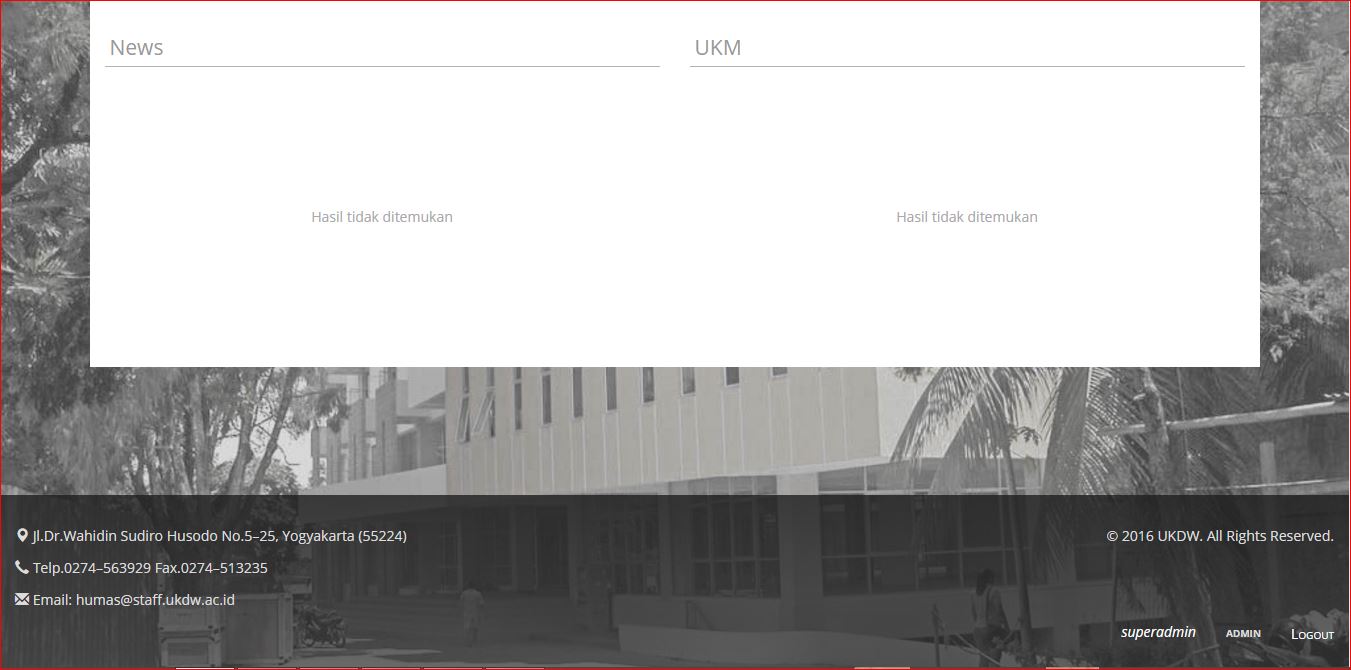 News
UKM
Hasil tidak ditemukan
Hasil tidak ditemukan
Jl.Dr.Wahidin Sudiro Husodo No.5–25, Yogyakarta (55224)
Telp.0274–563929 Fax.0274–513235
Email: humas@staff.ukdw.ac.id
© 2016 UKDW. All Rights Reserved.
superadmin ADMIN LOGOUT